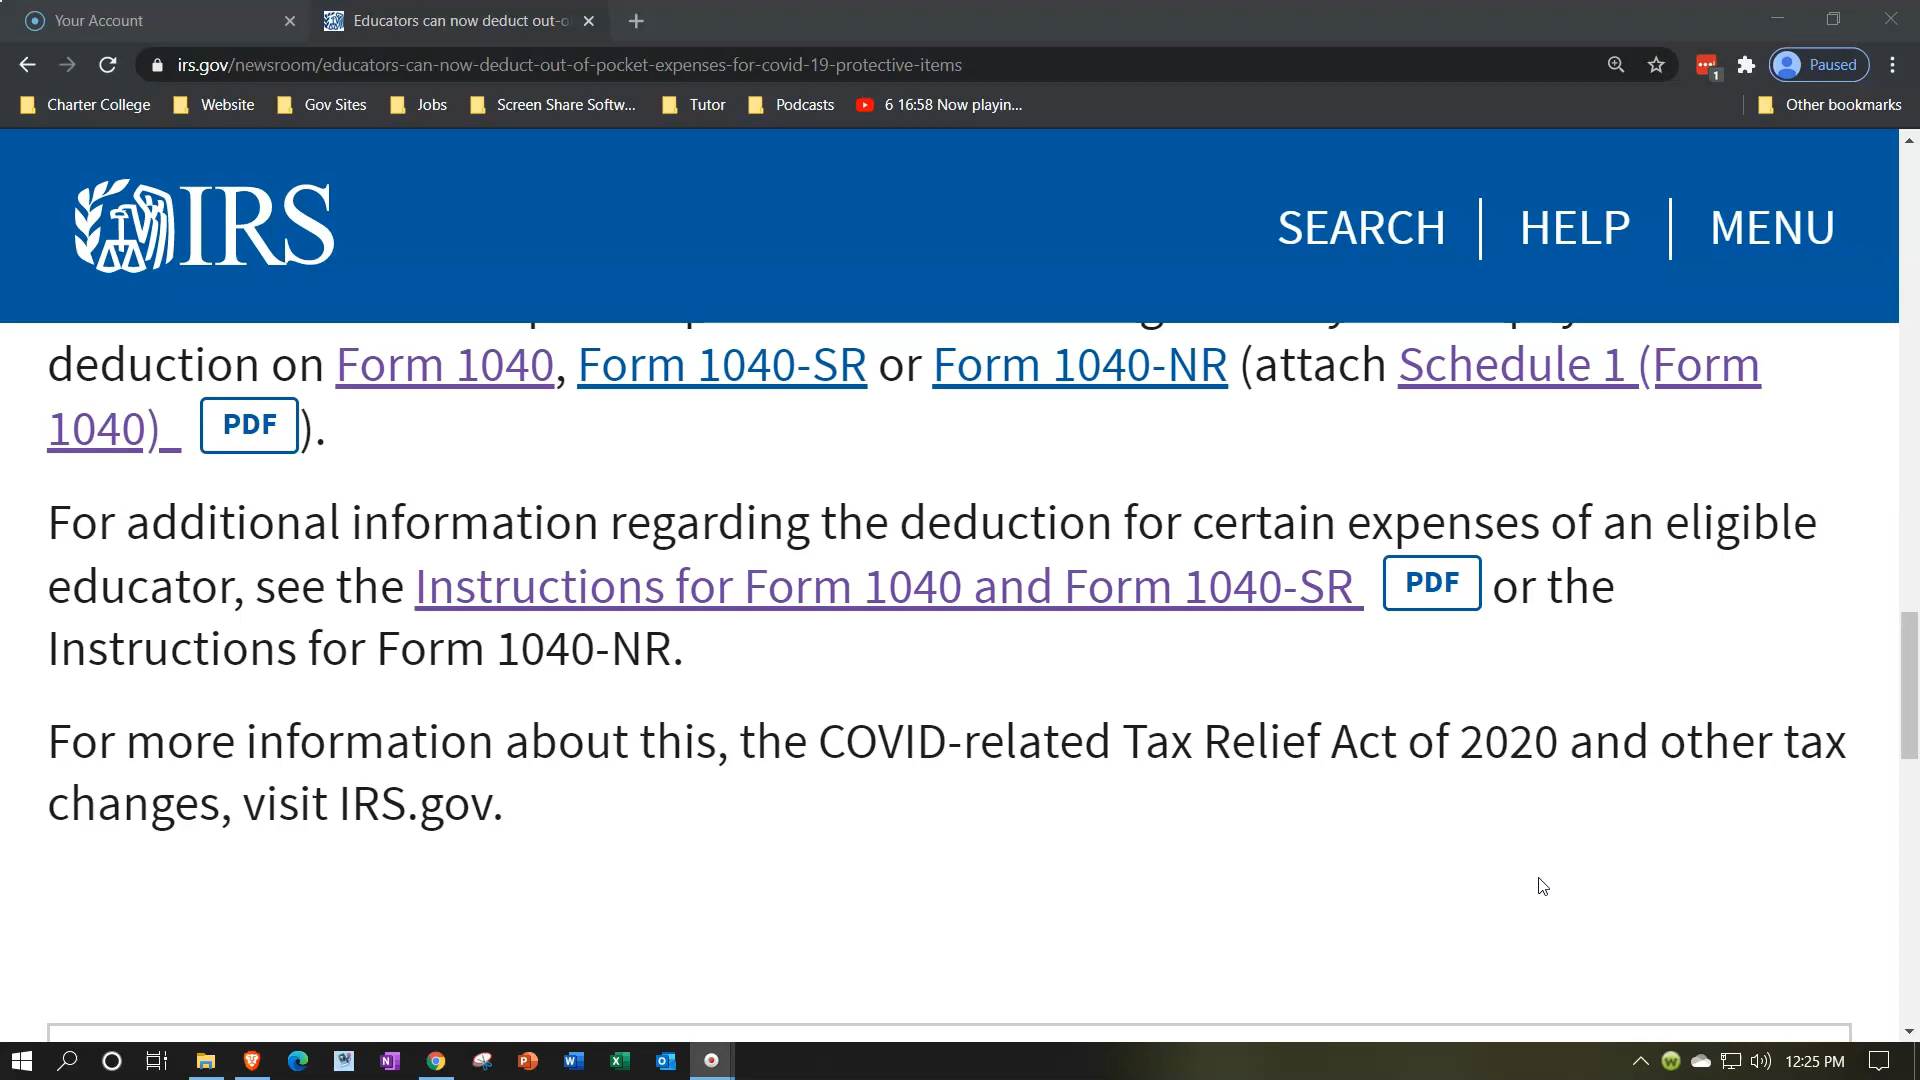 Your Account
Educators can now deduct out-o
irs.gov/newsroom/educators-can-now-deduct-out-of-pocket-expenses-for-covid-19-protective-items
1
Paused
Charter College
Website
Gov Sites
Jobs
Screen Share Softw...
Tutor
Podcasts
6 16:58 Now playin...
Other bookmarks
IRS
SEARCH
HELP
MENU
deduction on Form 1040, Form 1040-SR or Form 1040-NR (attach Schedule 1 (Form
1040) PDF).
For additional information regarding the deduction for certain expenses of an eligible
educator, see the Instructions for Form 1040 and Form 1040-SR PDF or the
Instructions for Form 1040-NR.
For more information about this, the COVID-related Tax Relief Act of 2020 and other tax
changes, visit IRS.gov.
12:25 PM